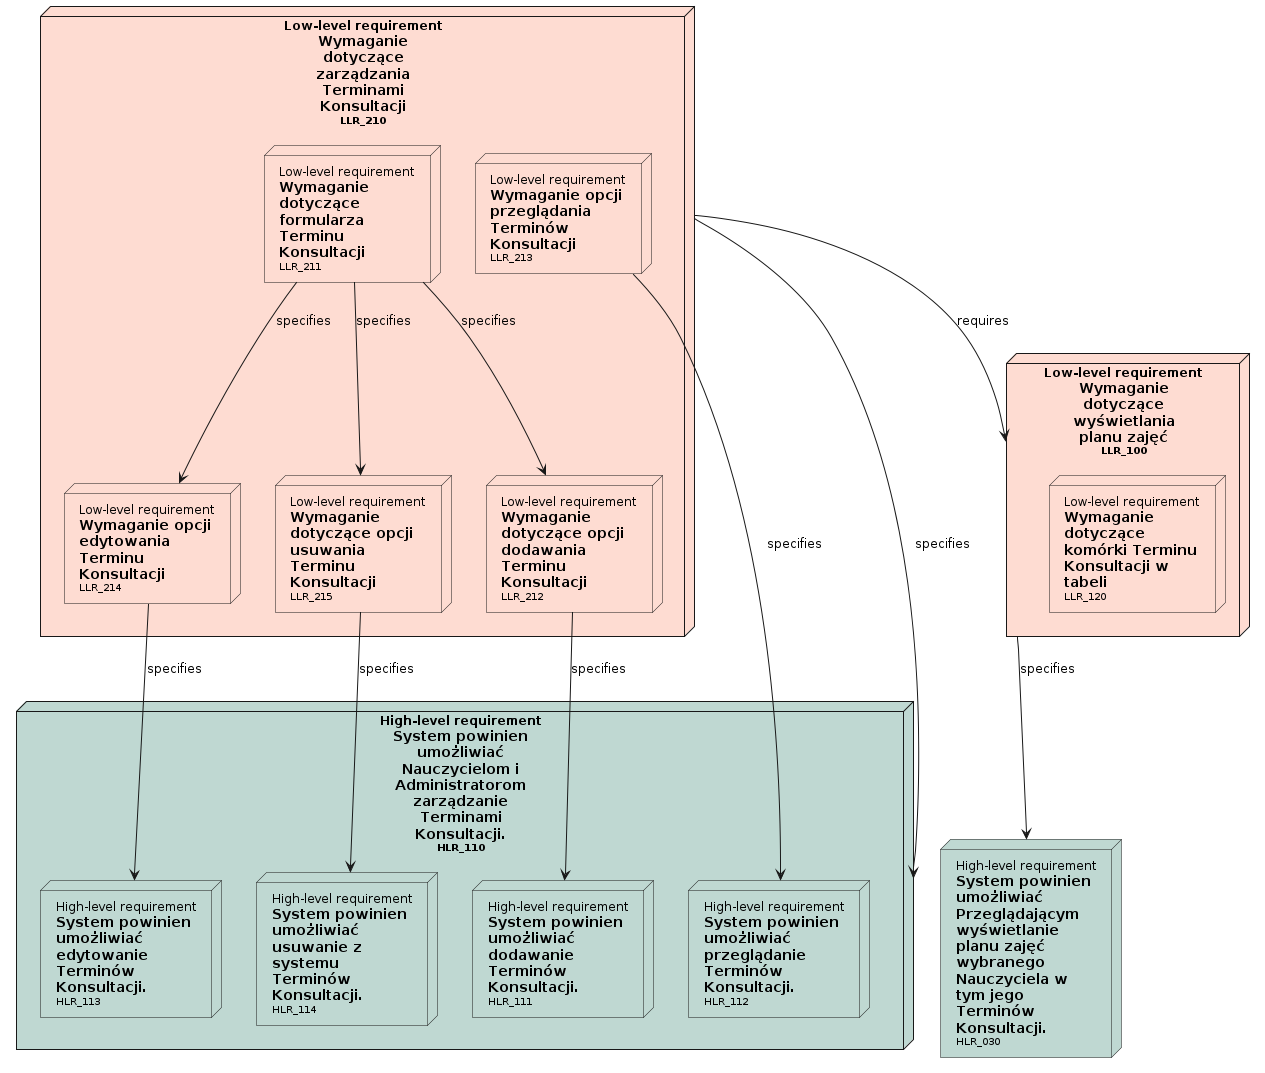 Low-level requirement
Wymaganie
dotyczące
zarządzania
Terminami
Konsultacji
LLR_210
Low-level requirement
Wymaganie
dotyczące
formularza
Terminu
Konsultacji
LLR_211
Low-level requirement
Wymaganie opcji
przeglądania
Terminów
Konsultacji
LLR_213
specifies
specifies
specifies
requires
Low-level requirement
Wymaganie
dotyczące
wyświetlania
planu zajęć
LLR_100
Low-level requirement
Wymaganie opcji
edytowania
Terminu
Konsultacji
LLR_214
Low-level requirement
Wymaganie
dotyczące opcji
usuwania
Terminu
Konsultacji
LLR_215
Low-level requirement
Wymaganie
dotyczące opcji
dodawania
Terminu
Konsultacji
LLR_212
specifies
specifies
Low-level requirement
Wymaganie
dotyczące
komórki Terminu
Konsultacji w
tabeli
LLR_120
specifies
specifies
specifies
specifies
High-level requirement
System powinien
umożliwiać
Nauczycielom i
Administratorom
zarządzanie
Terminami
Konsultacji.
HLR_110
High-level requirement
System powinien
umożliwiać
edytowanie
Terminów
Konsultacji.
HLR_113
High-level requirement
System powinien
umożliwiać
usuwanie z
systemu
Terminów
Konsultacji.
HLR_114
High-level requirement
System powinien
umożliwiać
dodawanie
Terminów
Konsultacji.
HLR_111
High-level requirement
System powinien
umożliwiać
przeglądanie
Terminów
Konsultacji.
HLR_112
High-level requirement
System powinien
umożliwiać
Przeglądającym
wyświetlanie
planu zajęć
wybranego
Nauczyciela w
tym jego
Terminów
Konsultacji.
HLR_030